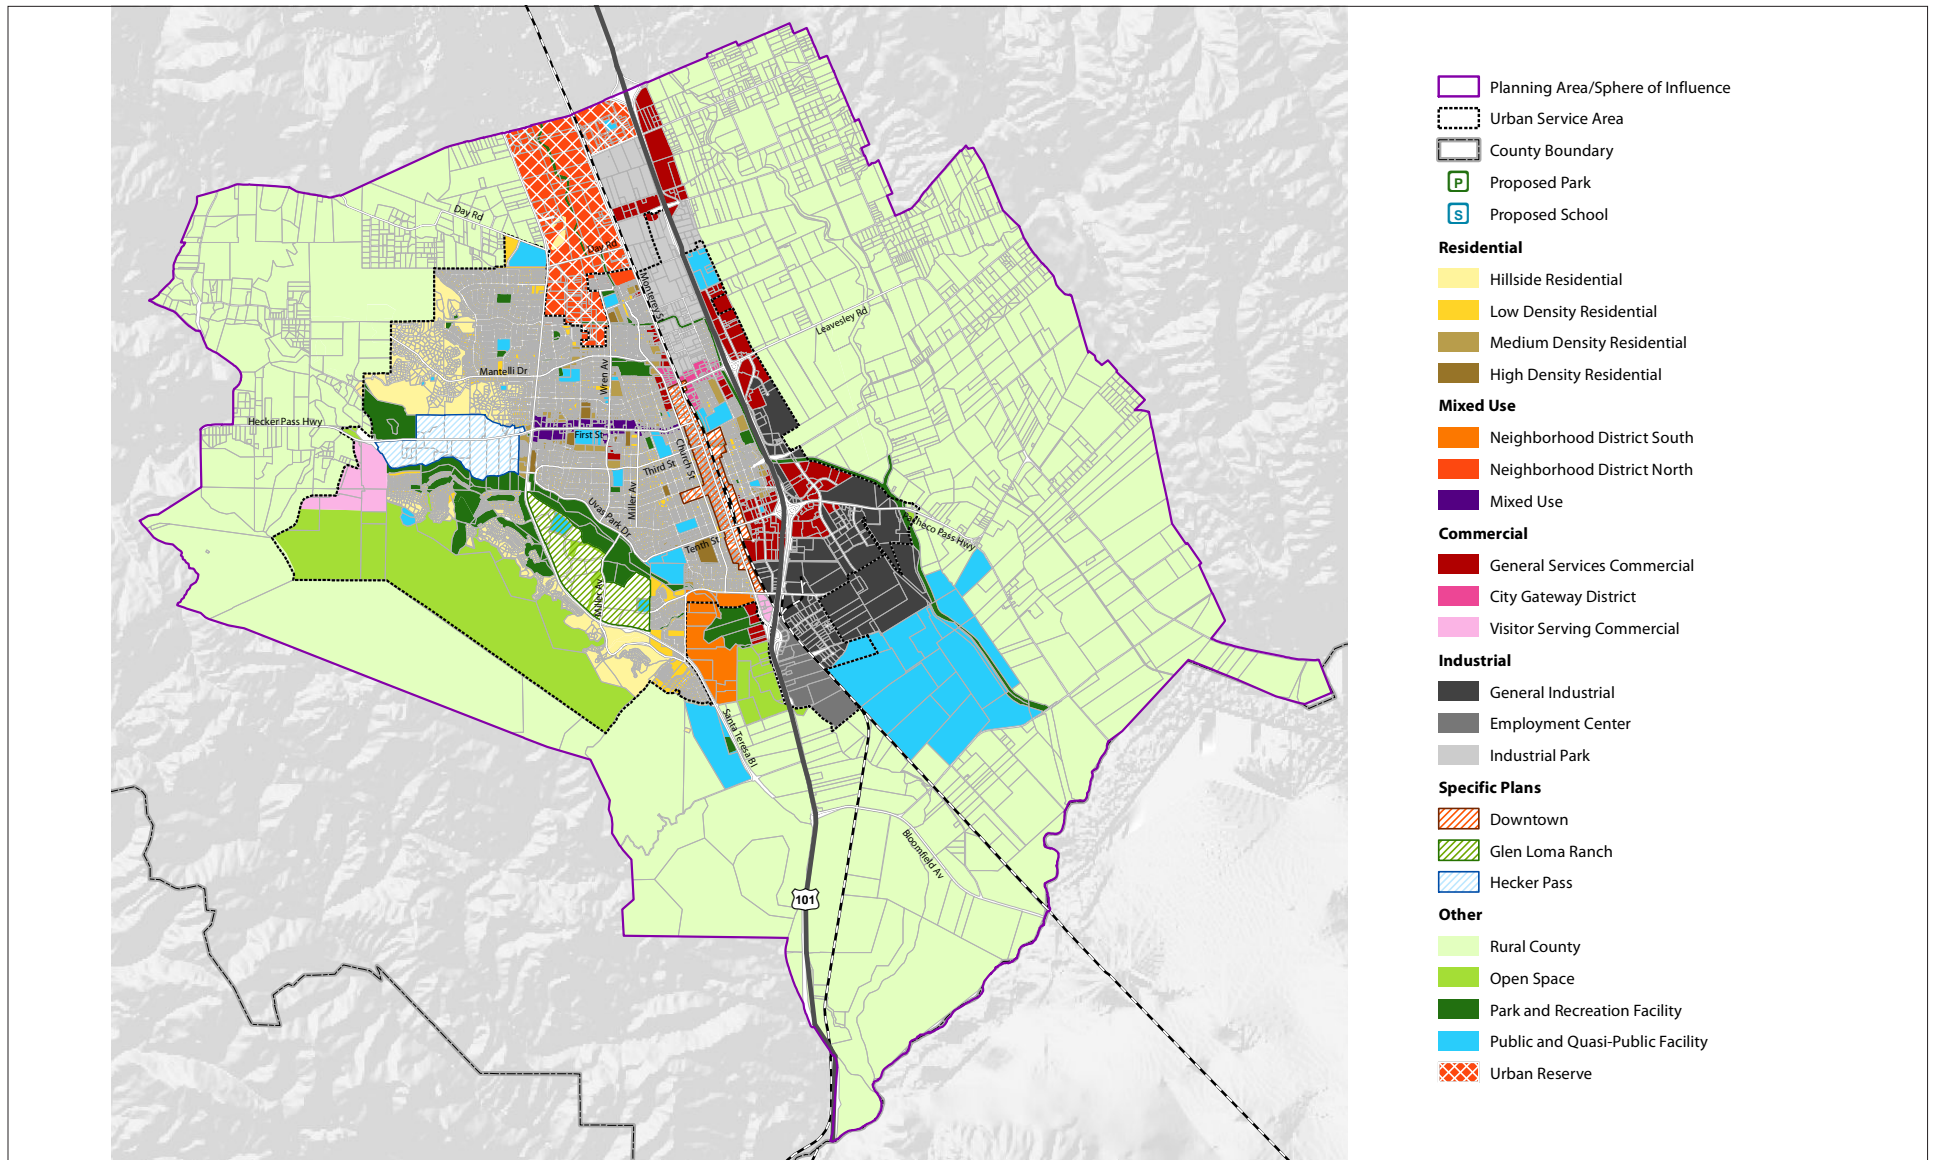 Day Rd
Day Rd
Monterey S
Leavesley Rd
Mantelli Dr
Wren Av
Hecker Pass Hwy
First St
Church St
Third St
Miller Av
Uvas Park Dr
Tenth St
Pacheco Pass Hwy
Miller Av
Santa Teresa Bl
Bloomfield Av
101
Planning Area/Sphere of Influence
Urban Service Area
County Boundary
P Proposed Park
S Proposed School
Residential
Hillside Residential
Low Density Residential
Medium Density Residential
High Density Residential
Mixed Use
Neighborhood District South
Neighborhood District North
Mixed Use
Commercial
General Services Commercial
City Gateway District
Visitor Serving Commercial
Industrial
General Industrial
Employment Center
Industrial Park
Specific Plans
Downtown
Glen Loma Ranch
Hecker Pass
Other
Rural County
Open Space
Park and Recreation Facility
Public and Quasi-Public Facility
Urban Reserve